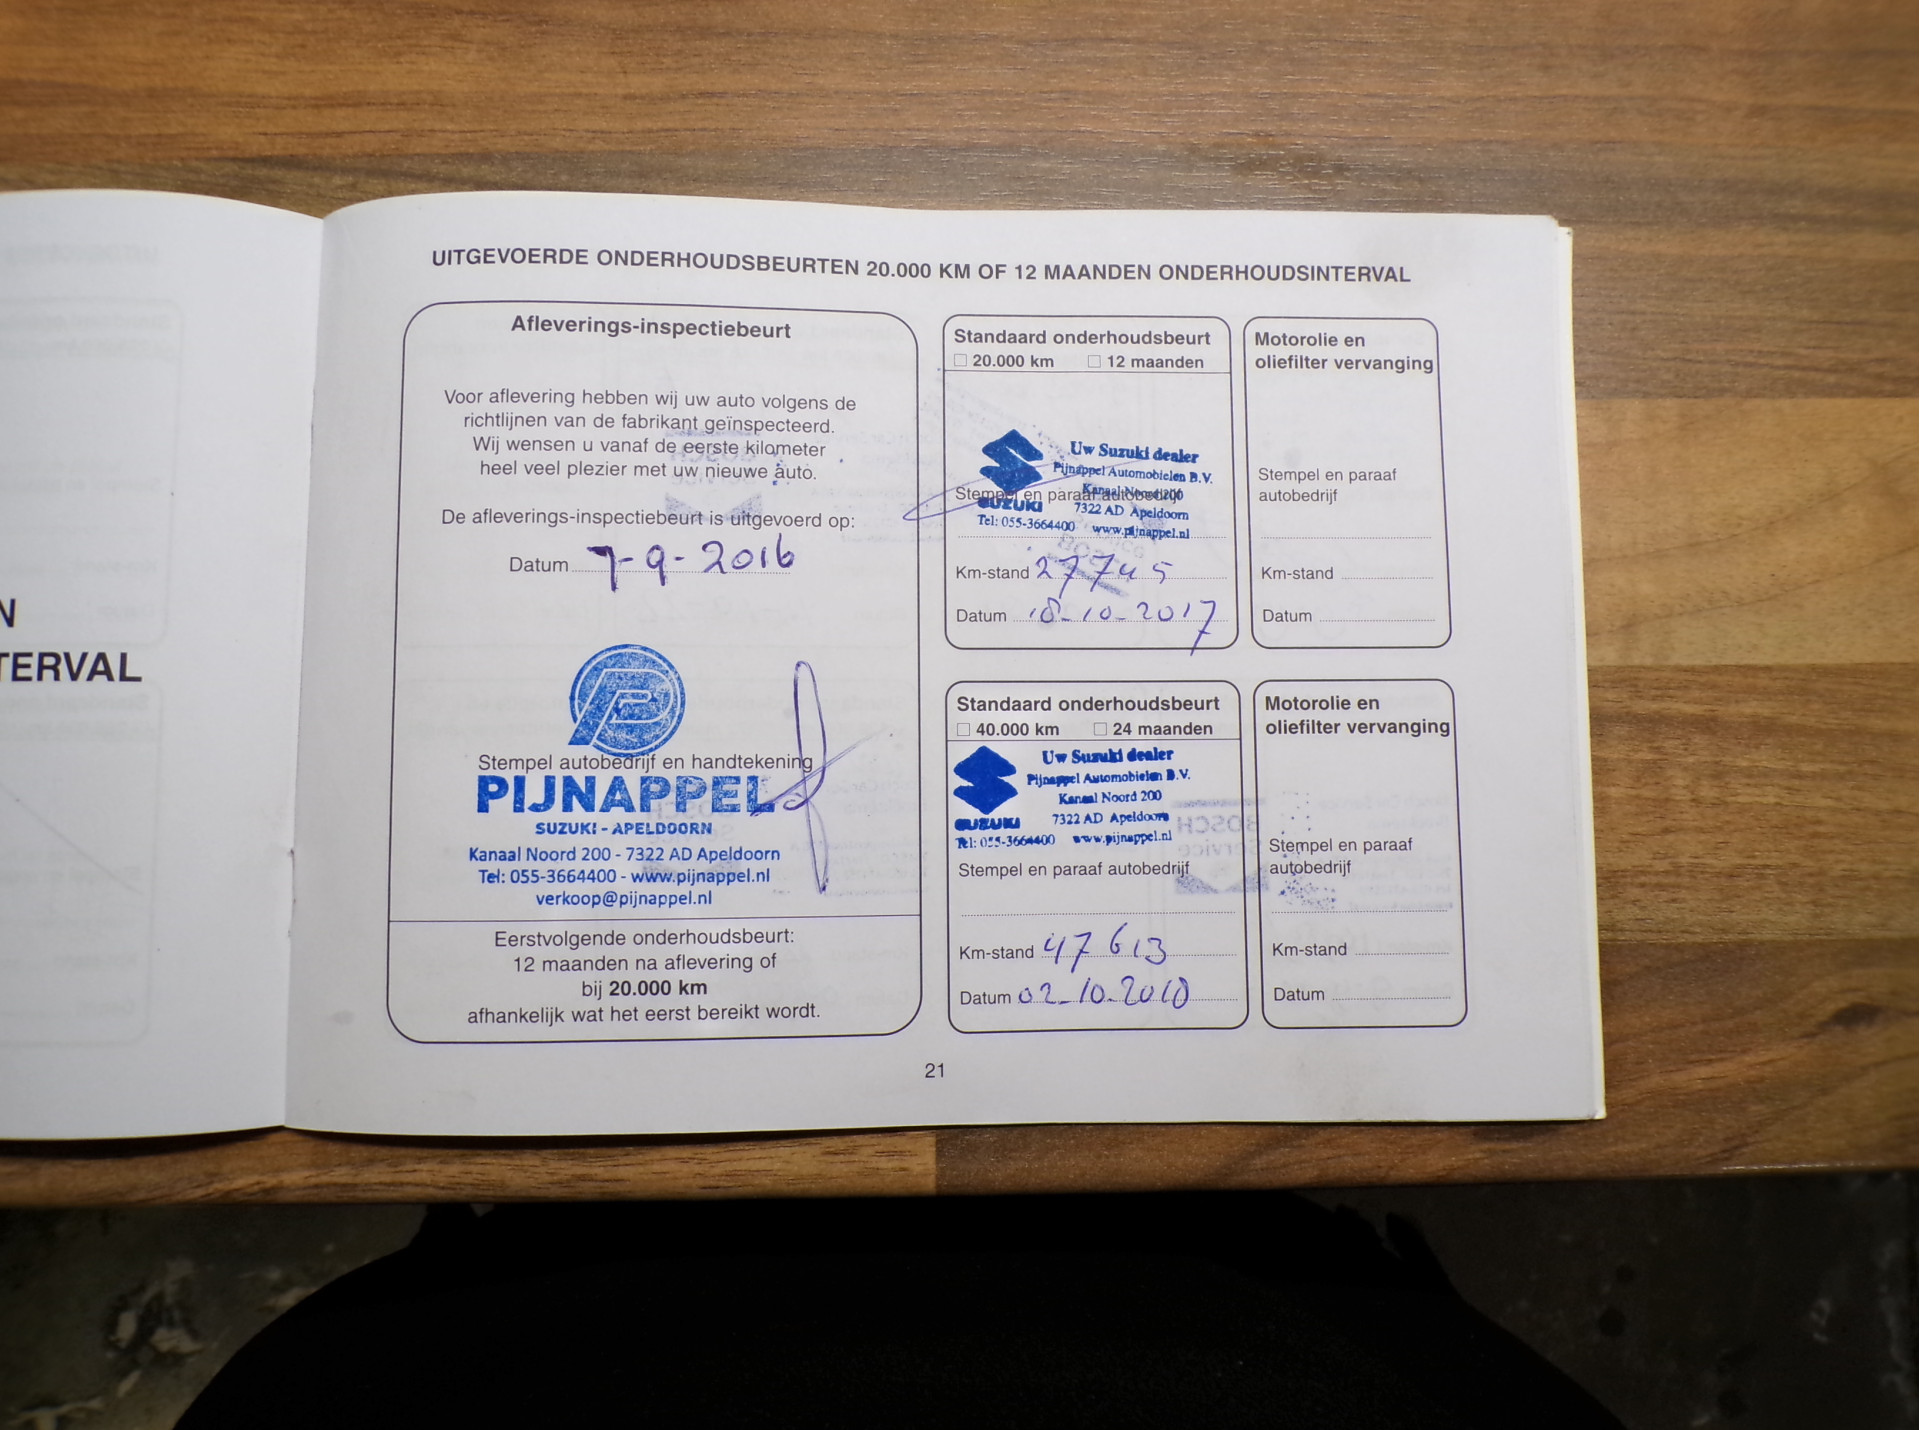 N
TERVAL
UITGEVOERDE ONDERHOUDSBEURTEN 20.000 KM OF 12 MAANDEN ONDERHOUDSINTERVAL
Afleverings-inspectiebeurt
Voor aflevering hebben wij uw auto volgens de
richtlijnen van de fabrikant geïnspecteerd.
Wij wensen u vanaf de eerste kilometer
heel veel plezier met uw nieuwe auto.
De afleverings-inspectiebeurt is uitgevoerd op:
Datum 7-9-2016
Stempel autobedrijf en handtekening
PIJNAPPEL
SUZUKI - APELDOORN
Kanaal Noord 200 - 7322 AD Apeldoorn
Tel: 055-3664400 - www.pijnappel.nl
verkoop@pijnappel.nl
Eerstvolgende onderhoudsbeurt:
12 maanden na aflevering of
bij 20.000 km
afhankelijk wat het eerst bereikt wordt.
Standaard onderhoudsbeurt
20.000 km 12 maanden
Uw Suzuki dealer
Pijnappel Automobielen B.V.
Kanaal Noord 200
Stempel en paraaf autobedrijf
SUZUKI 7322 AD Apeldoorn
Tel: 055-3664400 www.pijnappel.nl
Km-stand 27745
Datum 18-10-2017
Motorolie en
oliefilter vervanging
Stempel en paraaf
autobedrijf
Km-stand
Datum
Standaard onderhoudsbeurt
40.000 km 24 maanden
Uw Suzuki dealer
Pijnappel Automobielen B.V.
Kanaal Noord 200
SUZUKI 7322 AD Apeldoorn
Tel: 055-3664400 www.pijnappel.nl
Stempel en paraaf autobedrijf
Km-stand 47613
Datum 02-10-2018
Motorolie en
oliefilter vervanging
Stempel en paraaf
autobedrijf
Km-stand
Datum
21